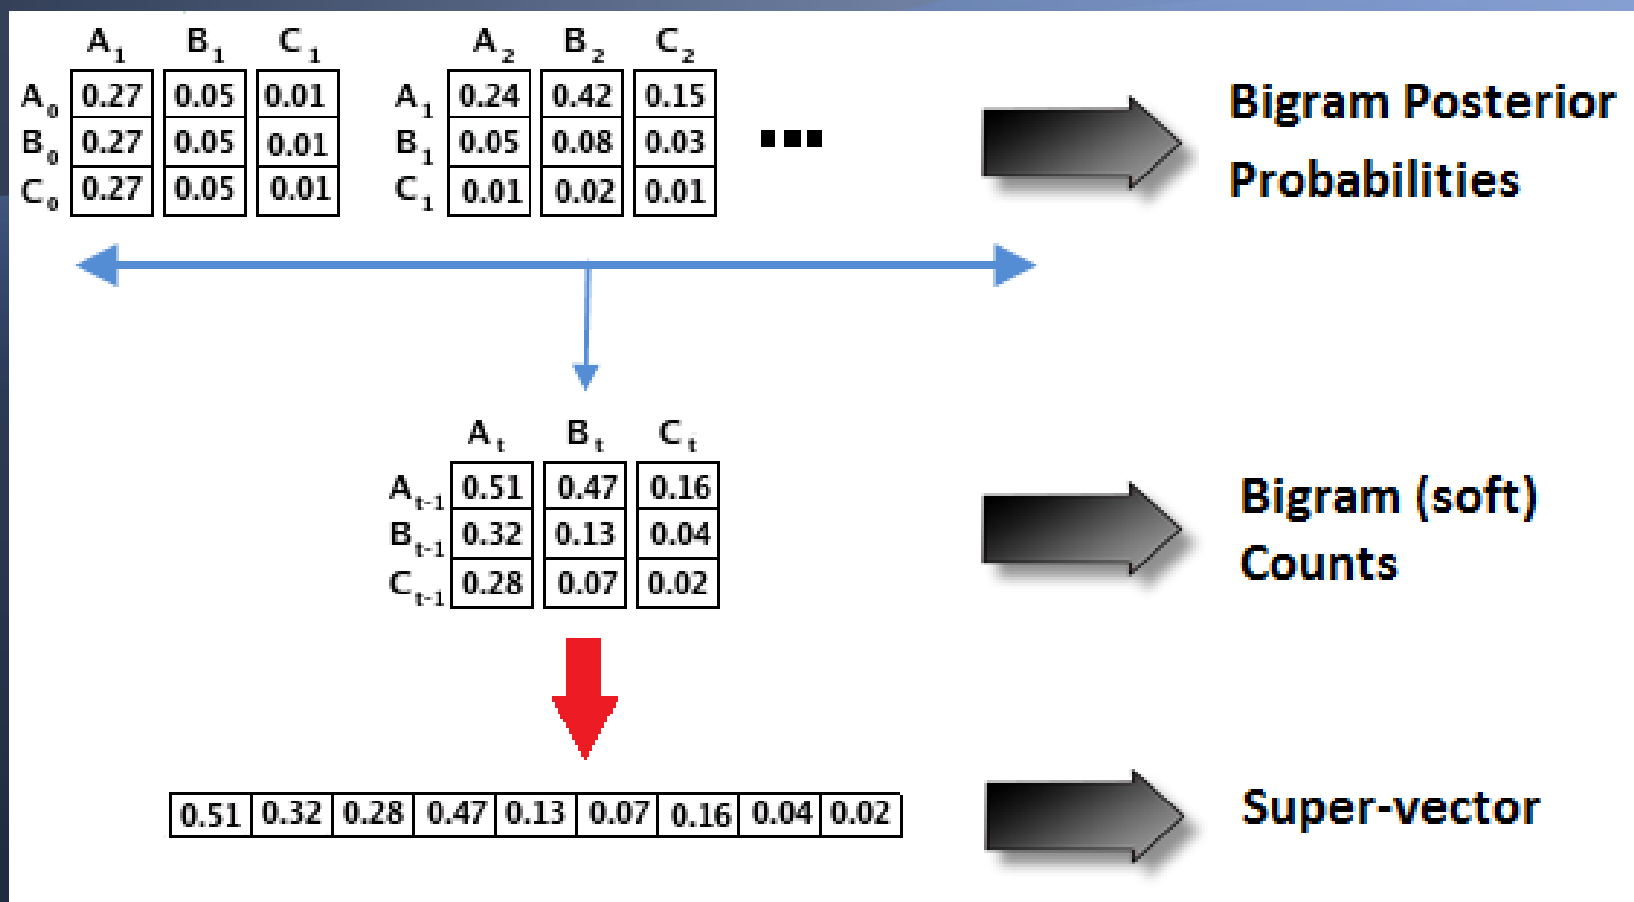 A₁ B₁ C₁ A₂ B₂ C₂
A₀ 0.27 0.05 0.01 A₁ 0.24 0.42 0.15
B₀ 0.27 0.05 0.01 B₁ 0.05 0.08 0.03 ...
C₀ 0.27 0.05 0.01 C₁ 0.01 0.02 0.01
Bigram Posterior
Probabilities
Aₜ Bₜ Cₜ
Aₜ₋₁ 0.51 0.47 0.16
Bₜ₋₁ 0.32 0.13 0.04
Cₜ₋₁ 0.28 0.07 0.02
Bigram (soft)
Counts
0.51 0.32 0.28 0.47 0.13 0.07 0.16 0.04 0.02
Super-vector